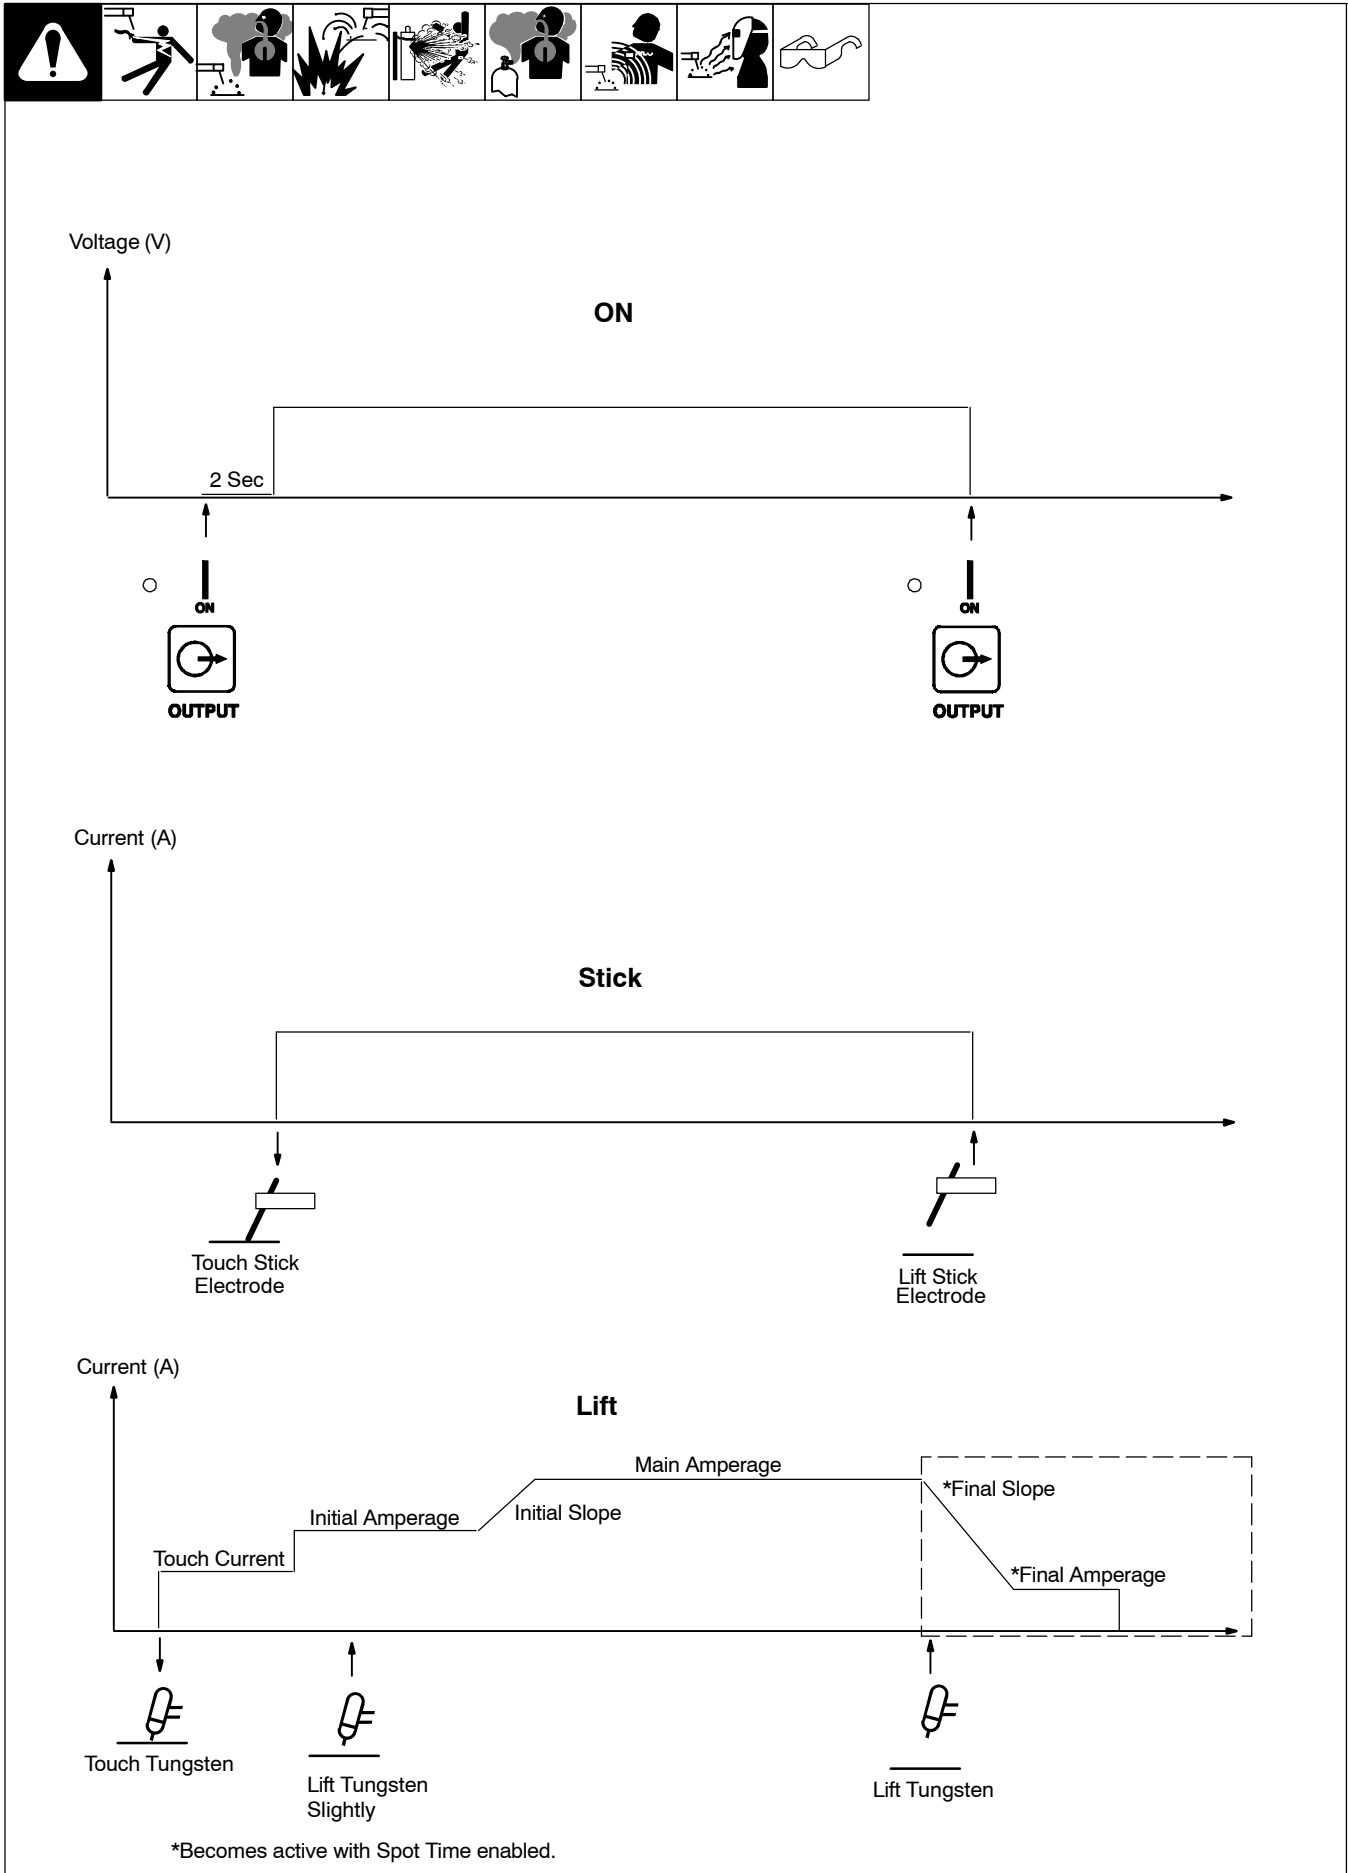 Voltage (V)
ON
2 Sec
ON
ON
OUTPUT
OUTPUT
Current (A)
Stick
Touch Stick
Electrode
Lift Stick
Electrode
Current (A)
Lift
Main Amperage
*Final Slope
Initial Amperage
Initial Slope
Touch Current
*Final Amperage
Touch Tungsten
Lift Tungsten
Slightly
Lift Tungsten
*Becomes active with Spot Time enabled.